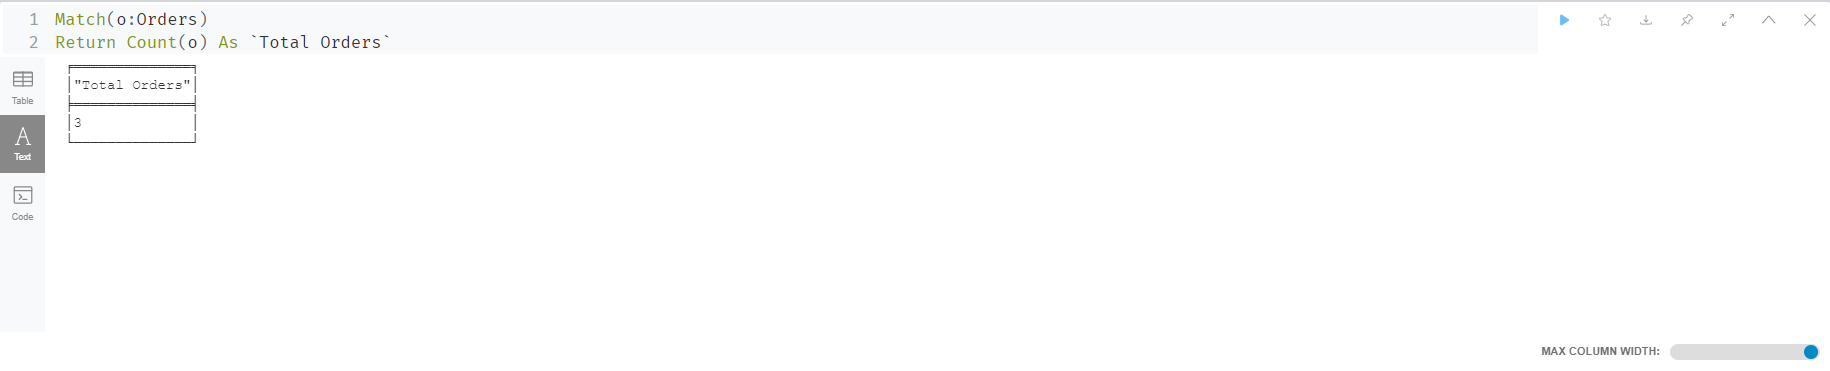 1 Match(o:Orders)
2 Return Count(o) As `Total Orders`
"Total Orders"
3
Table
A
Text
Code
MAX COLUMN WIDTH: